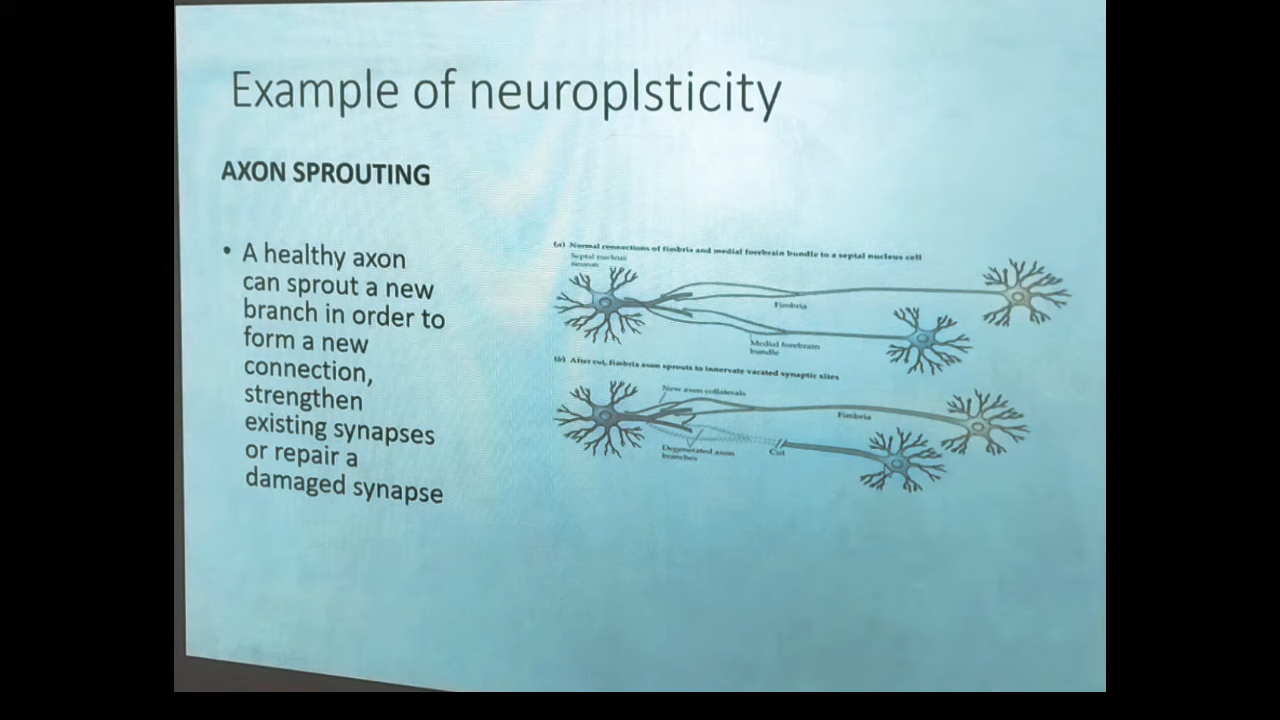 Example of neuroplsticity
AXON SPROUTING
• A healthy axon
can sprout a new
branch in order to
form a new
connection,
strengthen
existing synapses
or repair a
damaged synapse
(a) Normal connections of fimbria and medial forebrain bundle to a septal nucleus cell
Septal nucleus
neuron
Fimbria
Medial forebrain
bundle
(b) After cut, fimbria axon sprouts to innervate vacated synaptic sites
New axon collaterals
Fimbria
Degenerated axon
branches
Cut